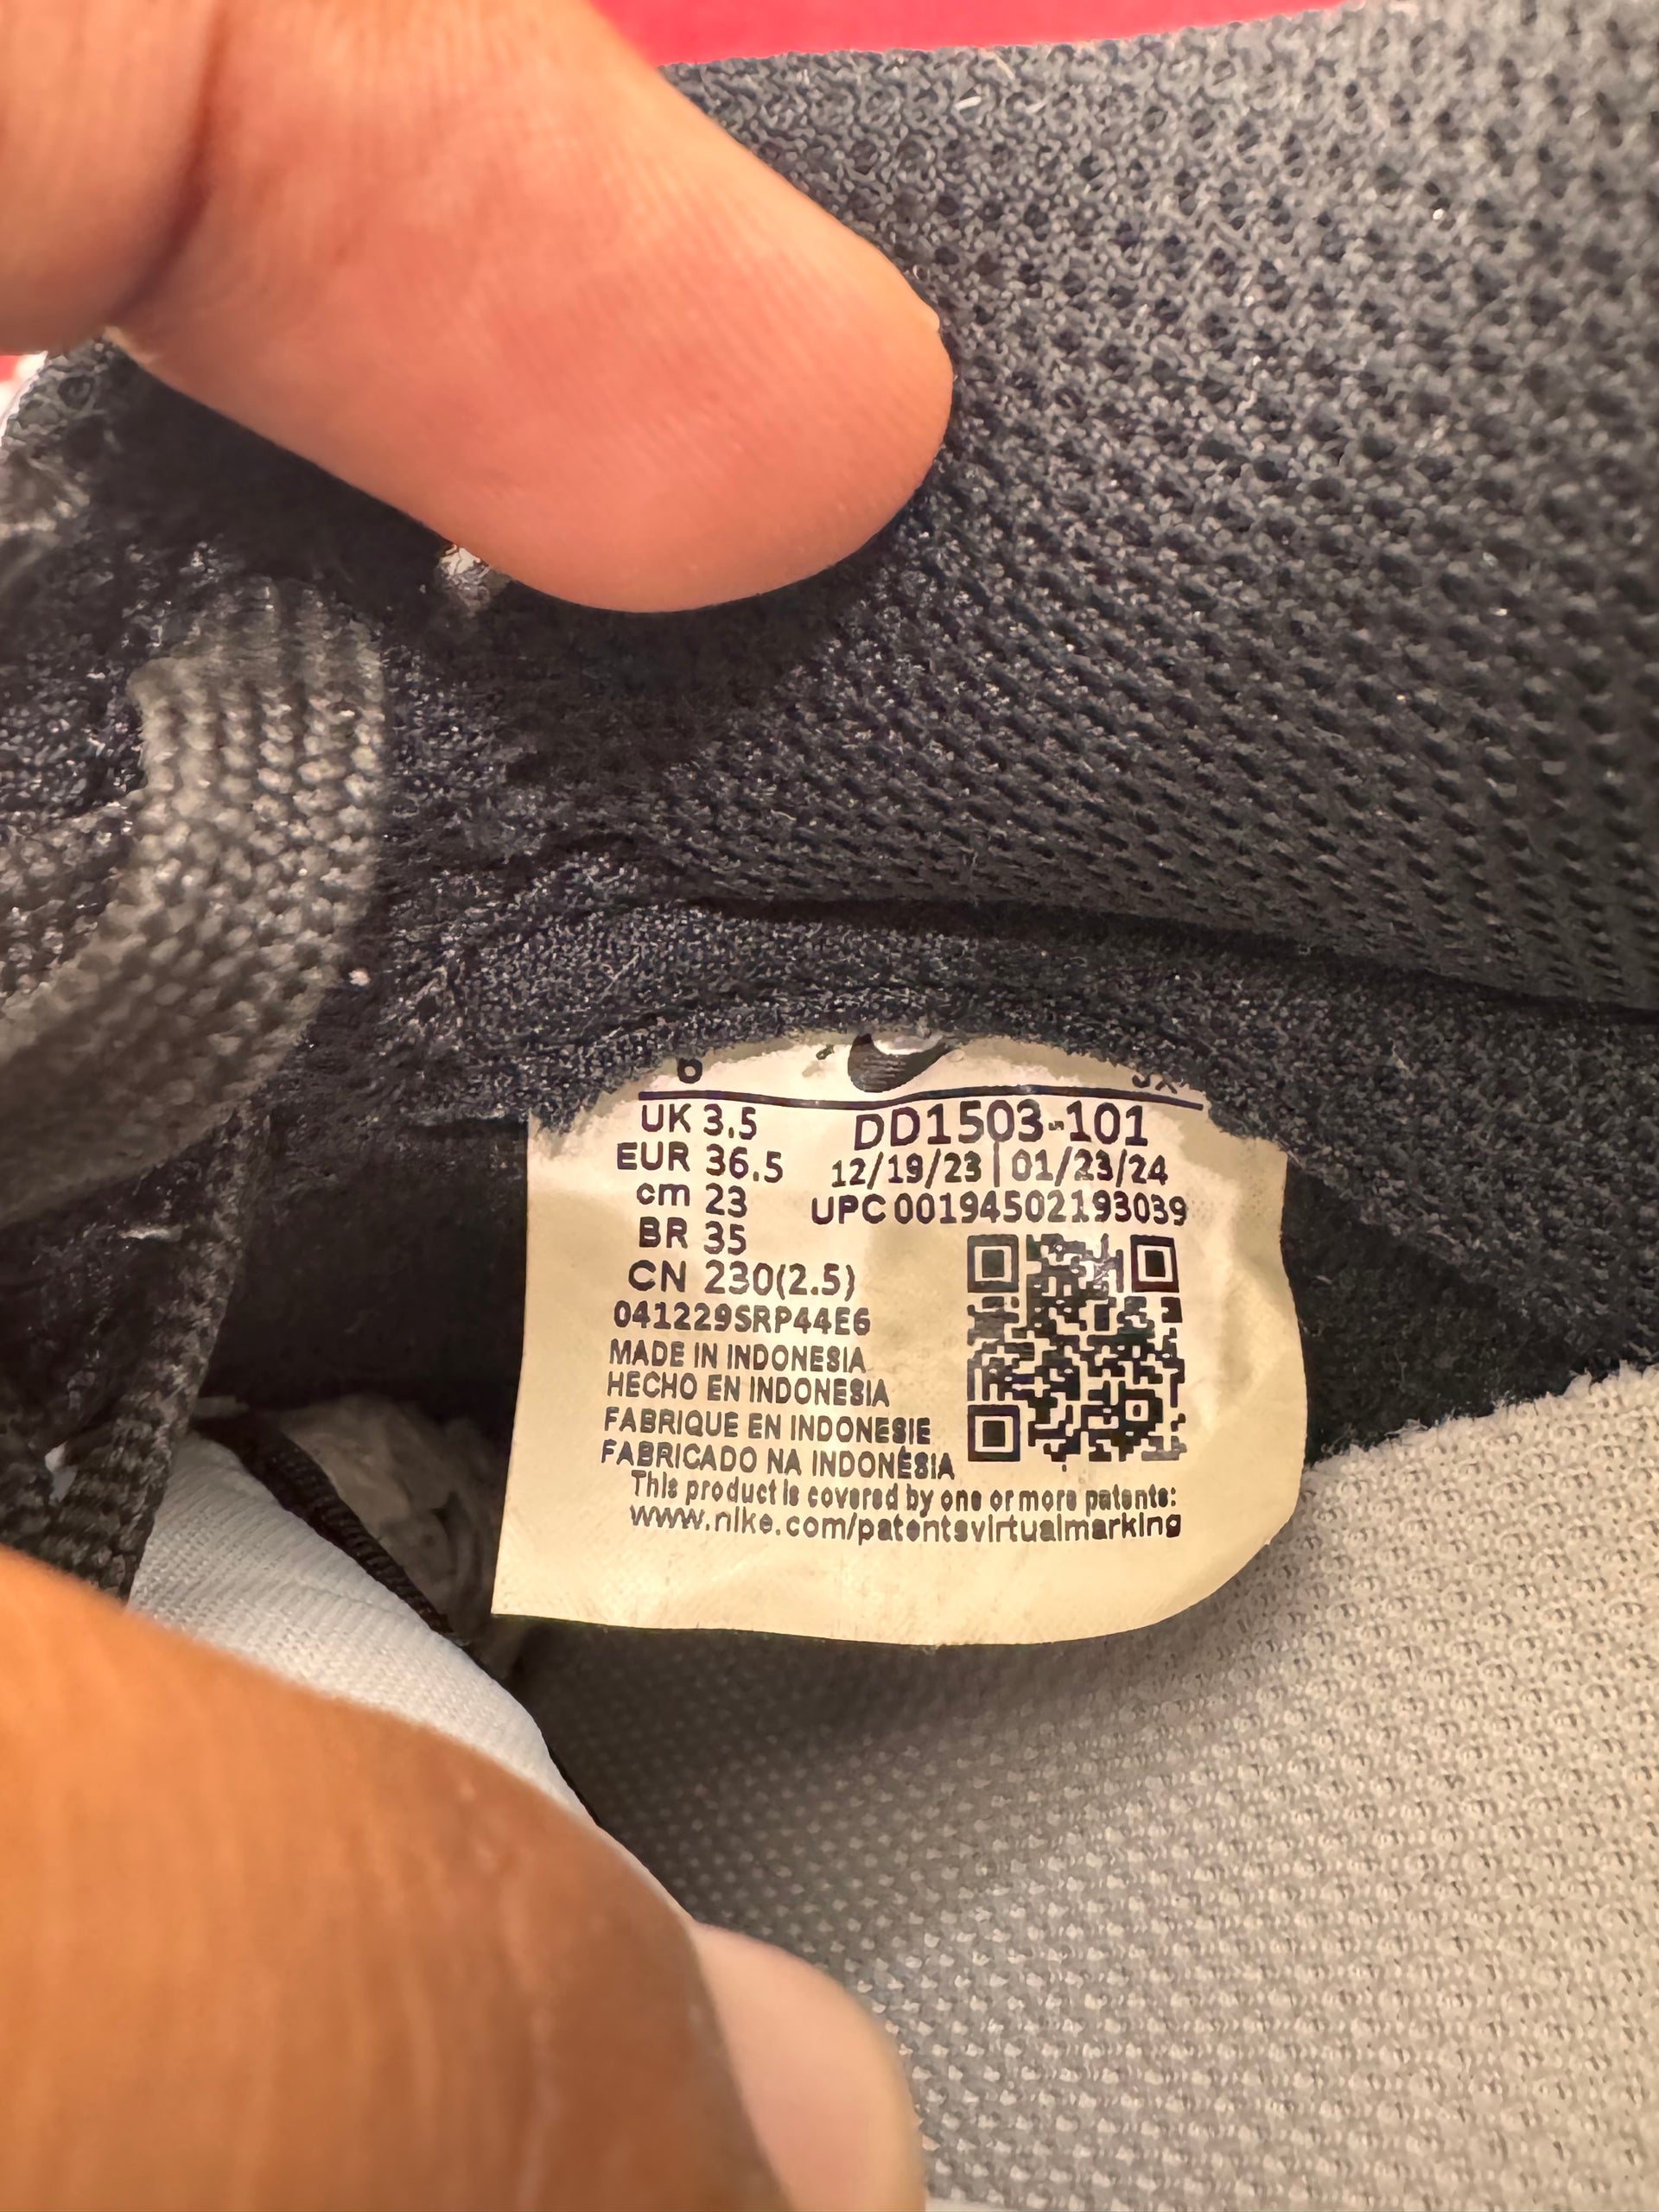 6
UK 3.5
EUR 36.5
cm 23
BR 35
CN 230(2.5)
DD1503-101
12/19/23 | 01/23/24
UPC 00194502193039
041229SRP44E6
MADE IN INDONESIA
HECHO EN INDONESIA
FABRIQUE EN INDONESIE
FABRICADO NA INDONÉSIA
This product is covered by one or more patents:
www.nike.com/patentsvirtualmarking